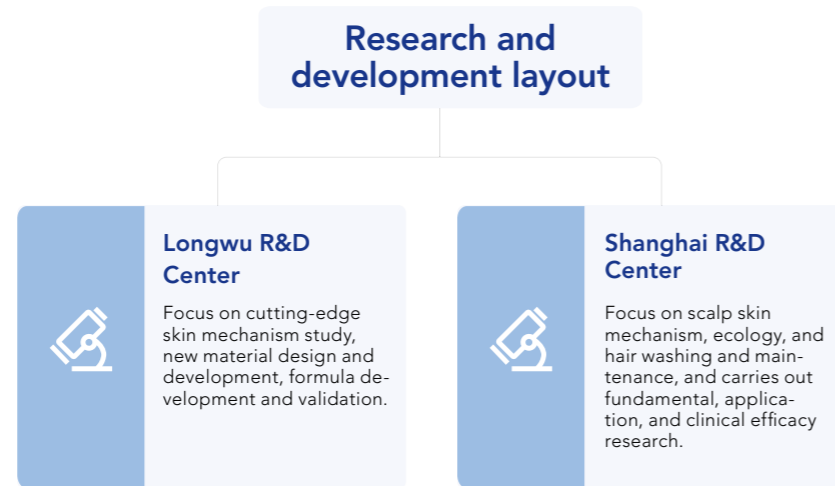 Research and
development layout
Longwu R&D
Center
Focus on cutting-edge
skin mechanism study,
new material design and
development, formula de-
velopment and validation.
Shanghai R&D
Center
Focus on scalp skin
mechanism, ecology, and
hair washing and main-
tenance, and carries out
fundamental, applica-
tion, and clinical efficacy
research.